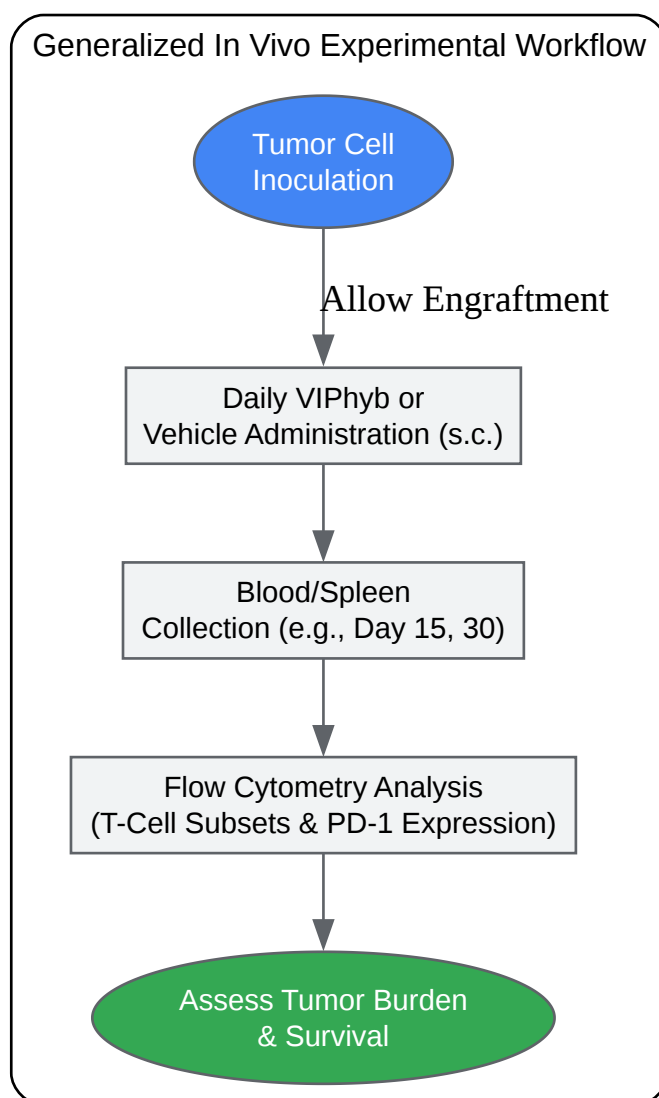 Generalized In Vivo Experimental Workflow
Tumor Cell
Inoculation
Allow Engraftment
Daily VIPhyb or
Vehicle Administration (s.c.)
Blood/Spleen
Collection (e.g., Day 15, 30)
Flow Cytometry Analysis
(T-Cell Subsets & PD-1 Expression)
Assess Tumor Burden
& Survival